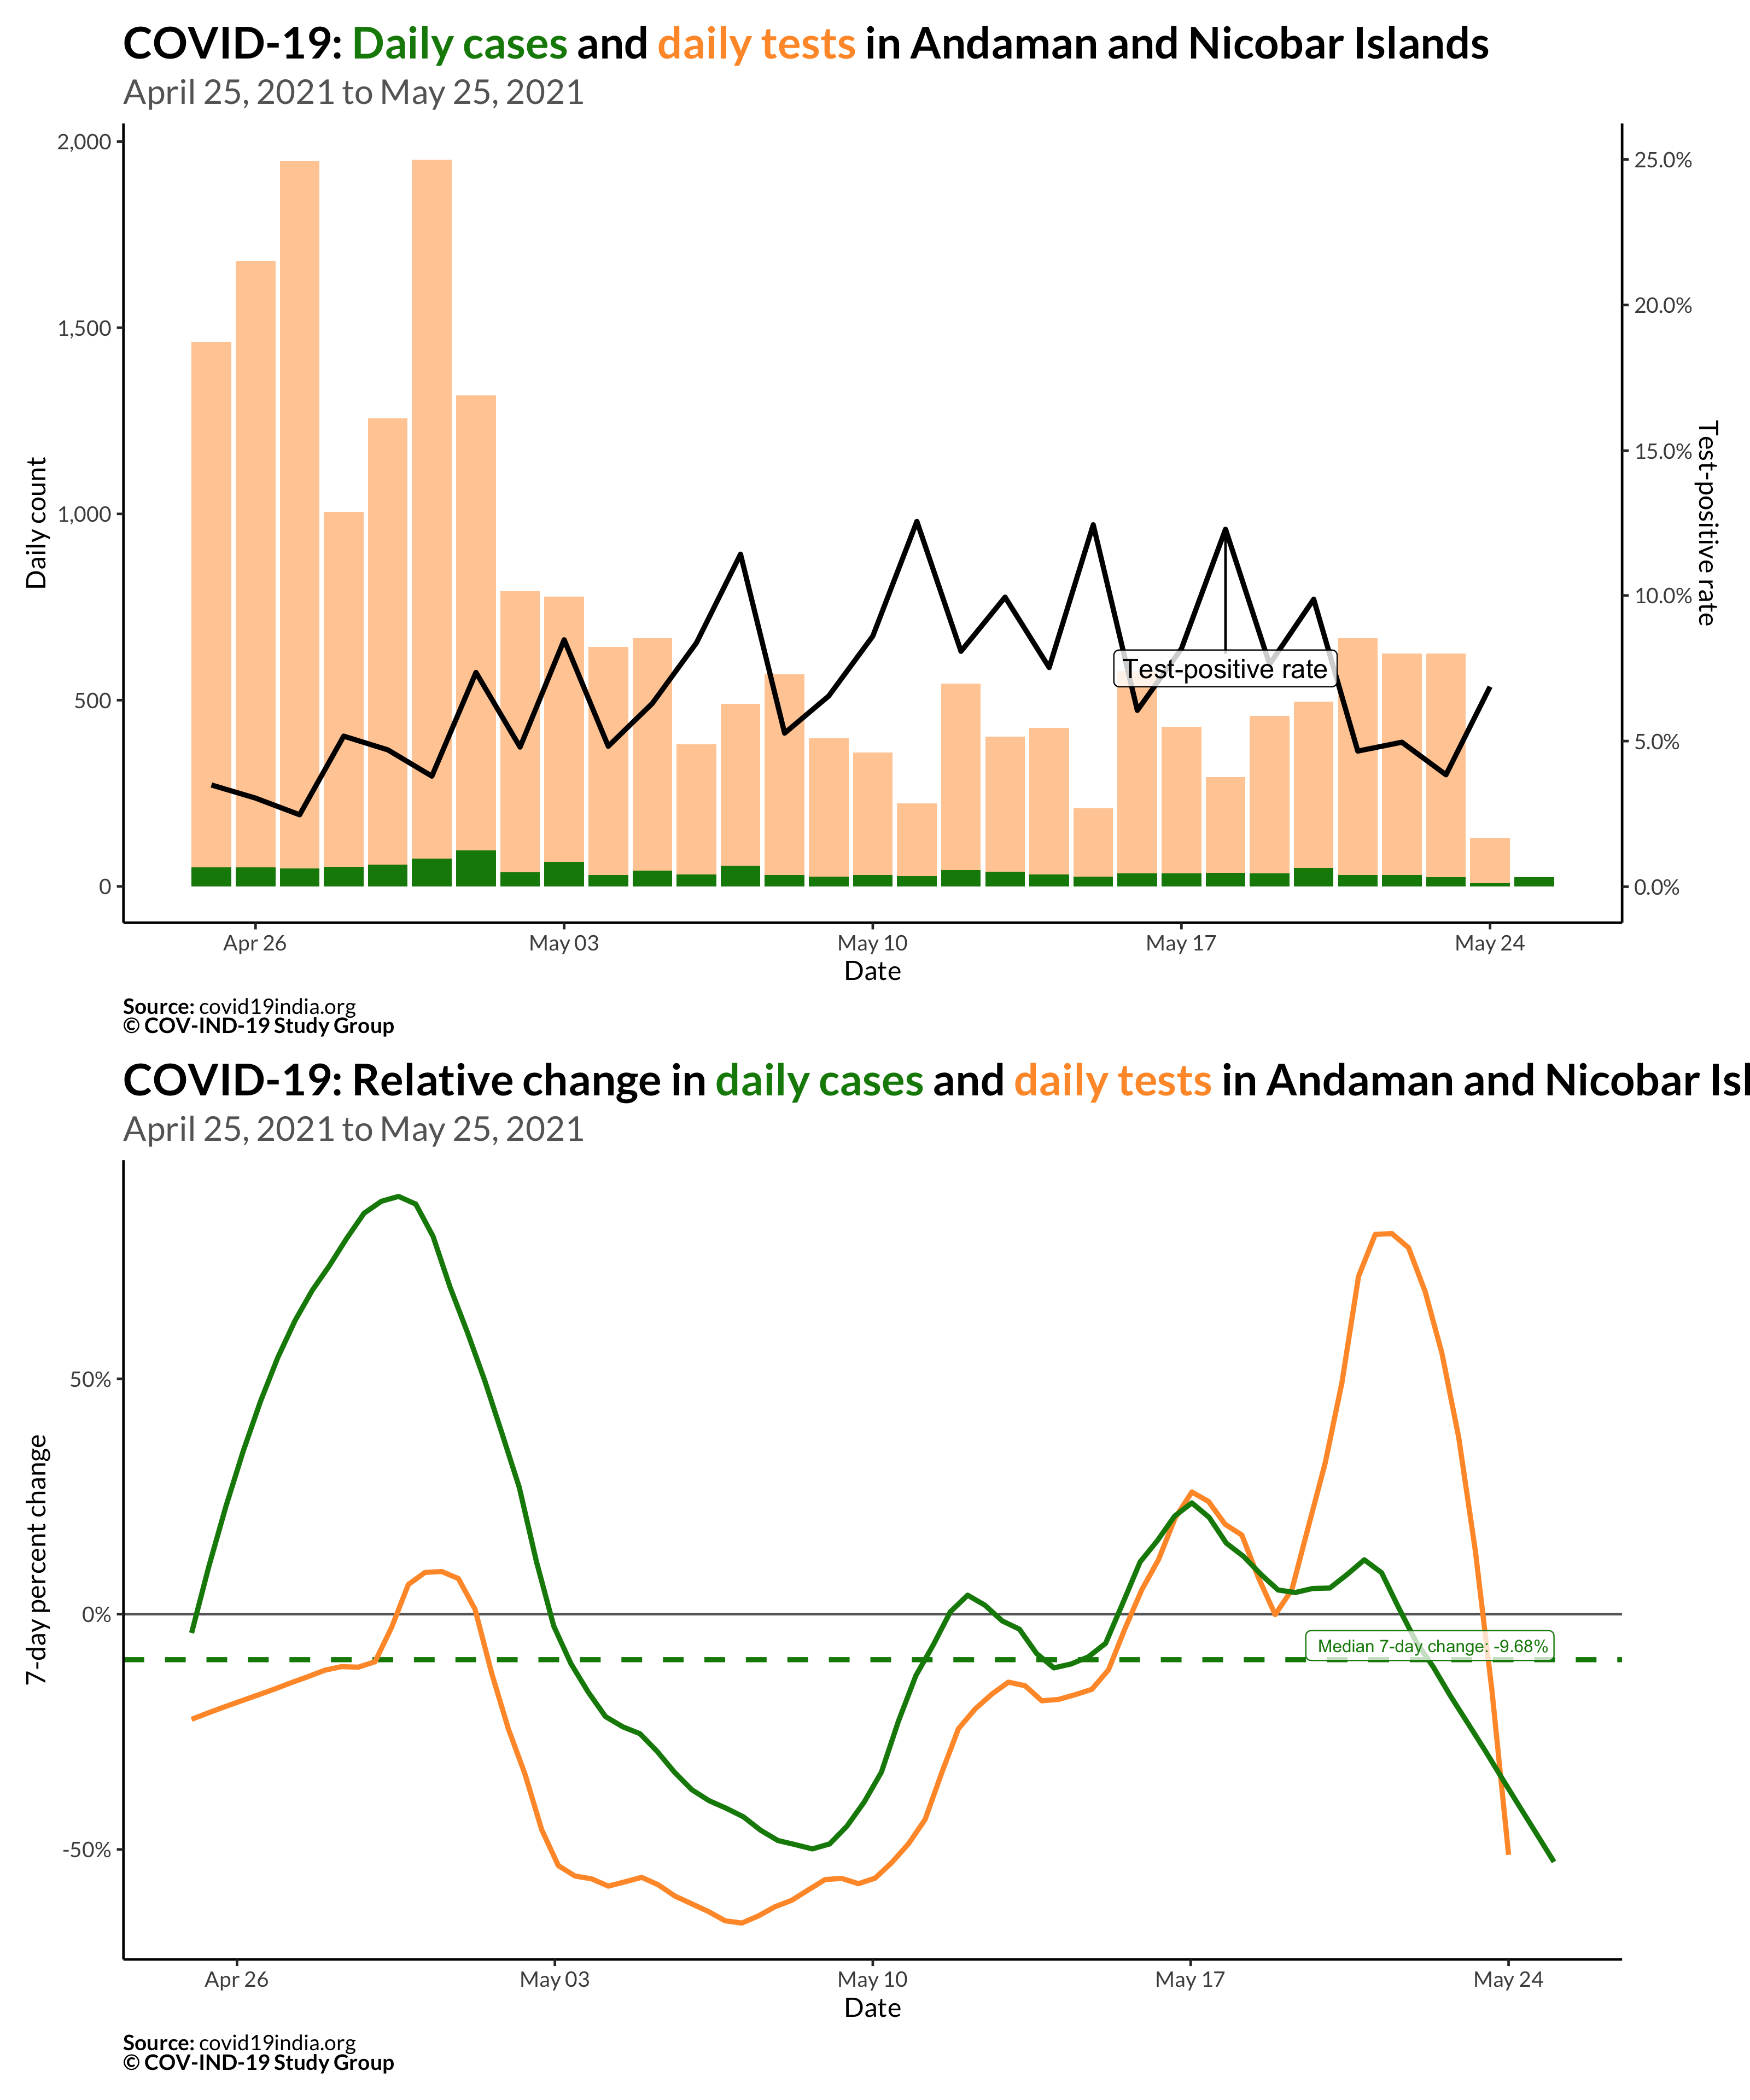 COVID-19: Daily cases and daily tests in Andaman and Nicobar Islands
April 25, 2021 to May 25, 2021
2,000
1,500
1,000
500
0
Daily count
25.0%
20.0%
15.0%
10.0%
5.0%
0.0%
Test-positive rate
Test-positive rate
Apr 26
May 03
May 10
May 17
May 24
Date
Source: covid19india.org
© COV-IND-19 Study Group
COVID-19: Relative change in daily cases and daily tests in Andaman and Nicobar Isl
April 25, 2021 to May 25, 2021
50%
0%
-50%
7-day percent change
Median 7-day change: -9.68%
Apr 26
May 03
May 10
May 17
May 24
Date
Source: covid19india.org
© COV-IND-19 Study Group